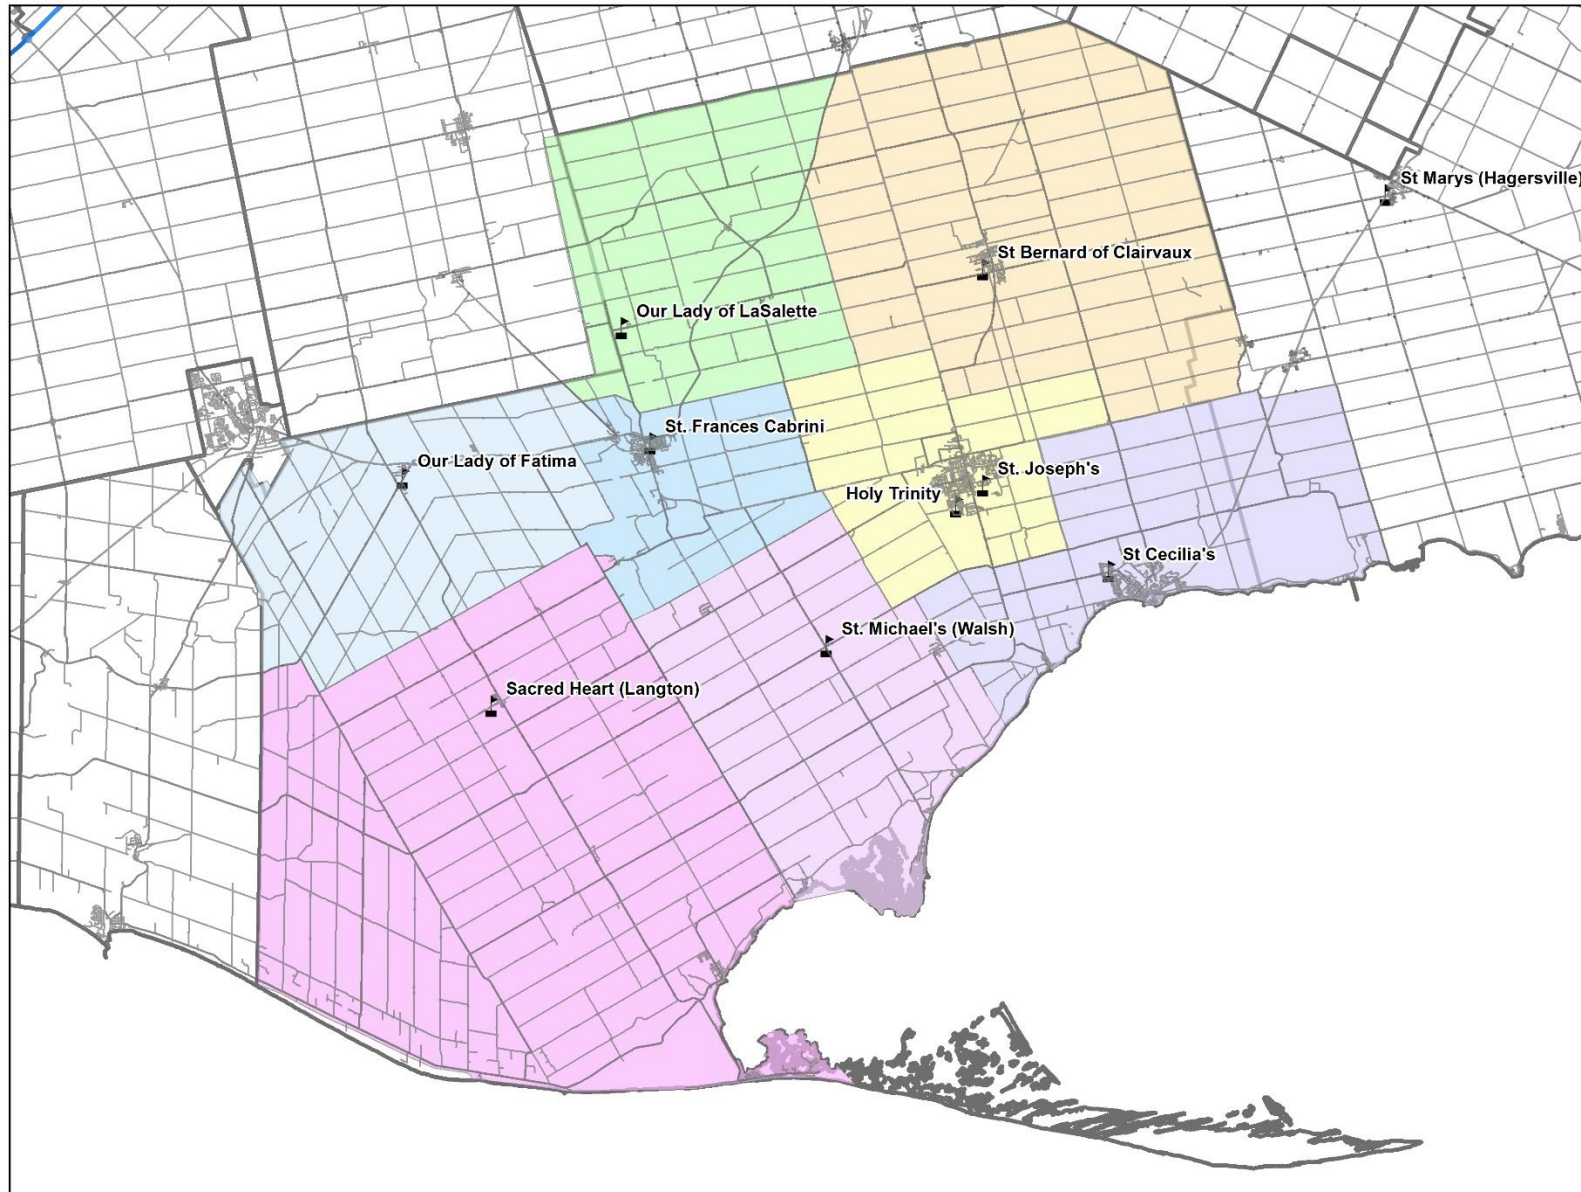 St Marys (Hagersville)
St Bernard of Clairvaux
Our Lady of LaSalette
St. Frances Cabrini
Our Lady of Fatima
St. Joseph's
Holy Trinity
St Cecilia's
St. Michael's (Walsh)
Sacred Heart (Langton)